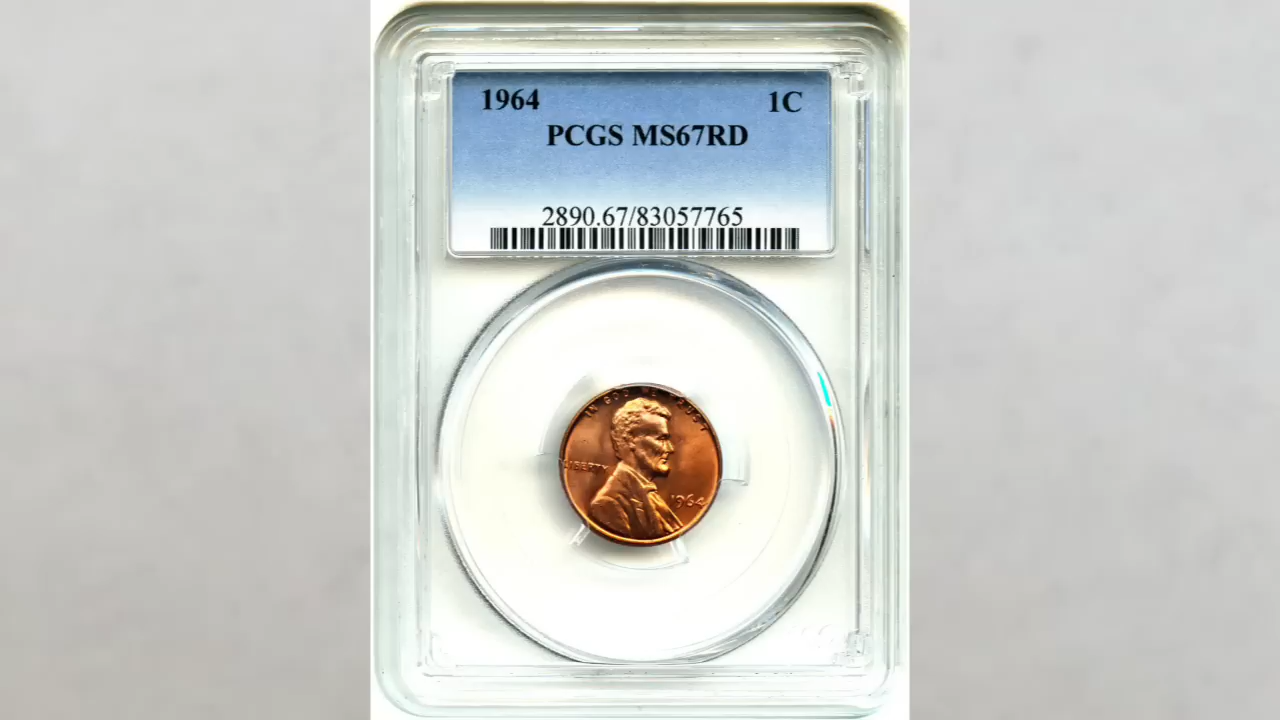 1964 1C
PCGS MS67RD
2890.67/83057765
IN GOD WE TRUST
LIBERTY
1964